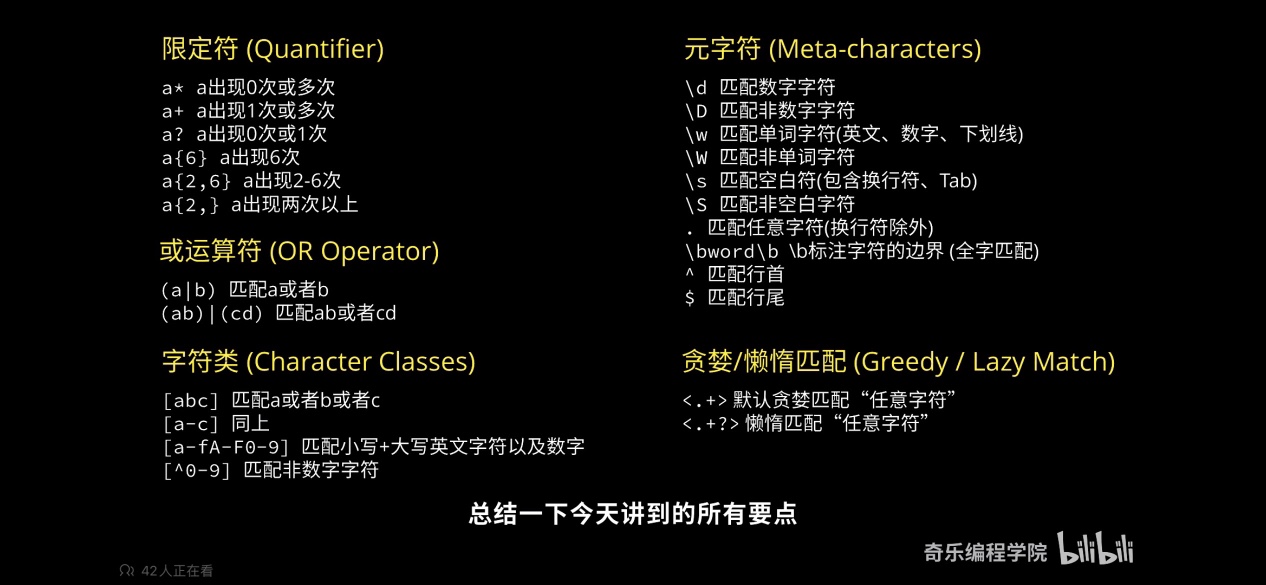 限定符 (Quantifier)
a* a出现0次或多次
a+ a出现1次或多次
a? a出现0次或1次
a{6} a出现6次
a{2,6} a出现2-6次
a{2,} a出现两次以上
或运算符 (OR Operator)
(a|b) 匹配a或者b
(ab)|(cd) 匹配ab或者cd
字符类 (Character Classes)
[abc] 匹配a或者b或者c
[a-c] 同上
[a-fA-F0-9] 匹配小写+大写英文字符以及数字
[^0-9] 匹配非数字字符
元字符 (Meta-characters)
\d 匹配数字字符
\D 匹配非数字字符
\w 匹配单词字符(英文、数字、下划线)
\W 匹配非单词字符
\s 匹配空白符(包含换行符、Tab)
\S 匹配非空白字符
. 匹配任意字符(换行符除外)
\bword\b \b标注字符的边界 (全字匹配)
^ 匹配行首
$ 匹配行尾
贪婪/懒惰匹配 (Greedy / Lazy Match)
<.+> 默认贪婪匹配“任意字符”
<.+?> 懒惰匹配“任意字符”
总结一下今天讲到的所有要点
奇乐编程学院 bilibili
42人正在看